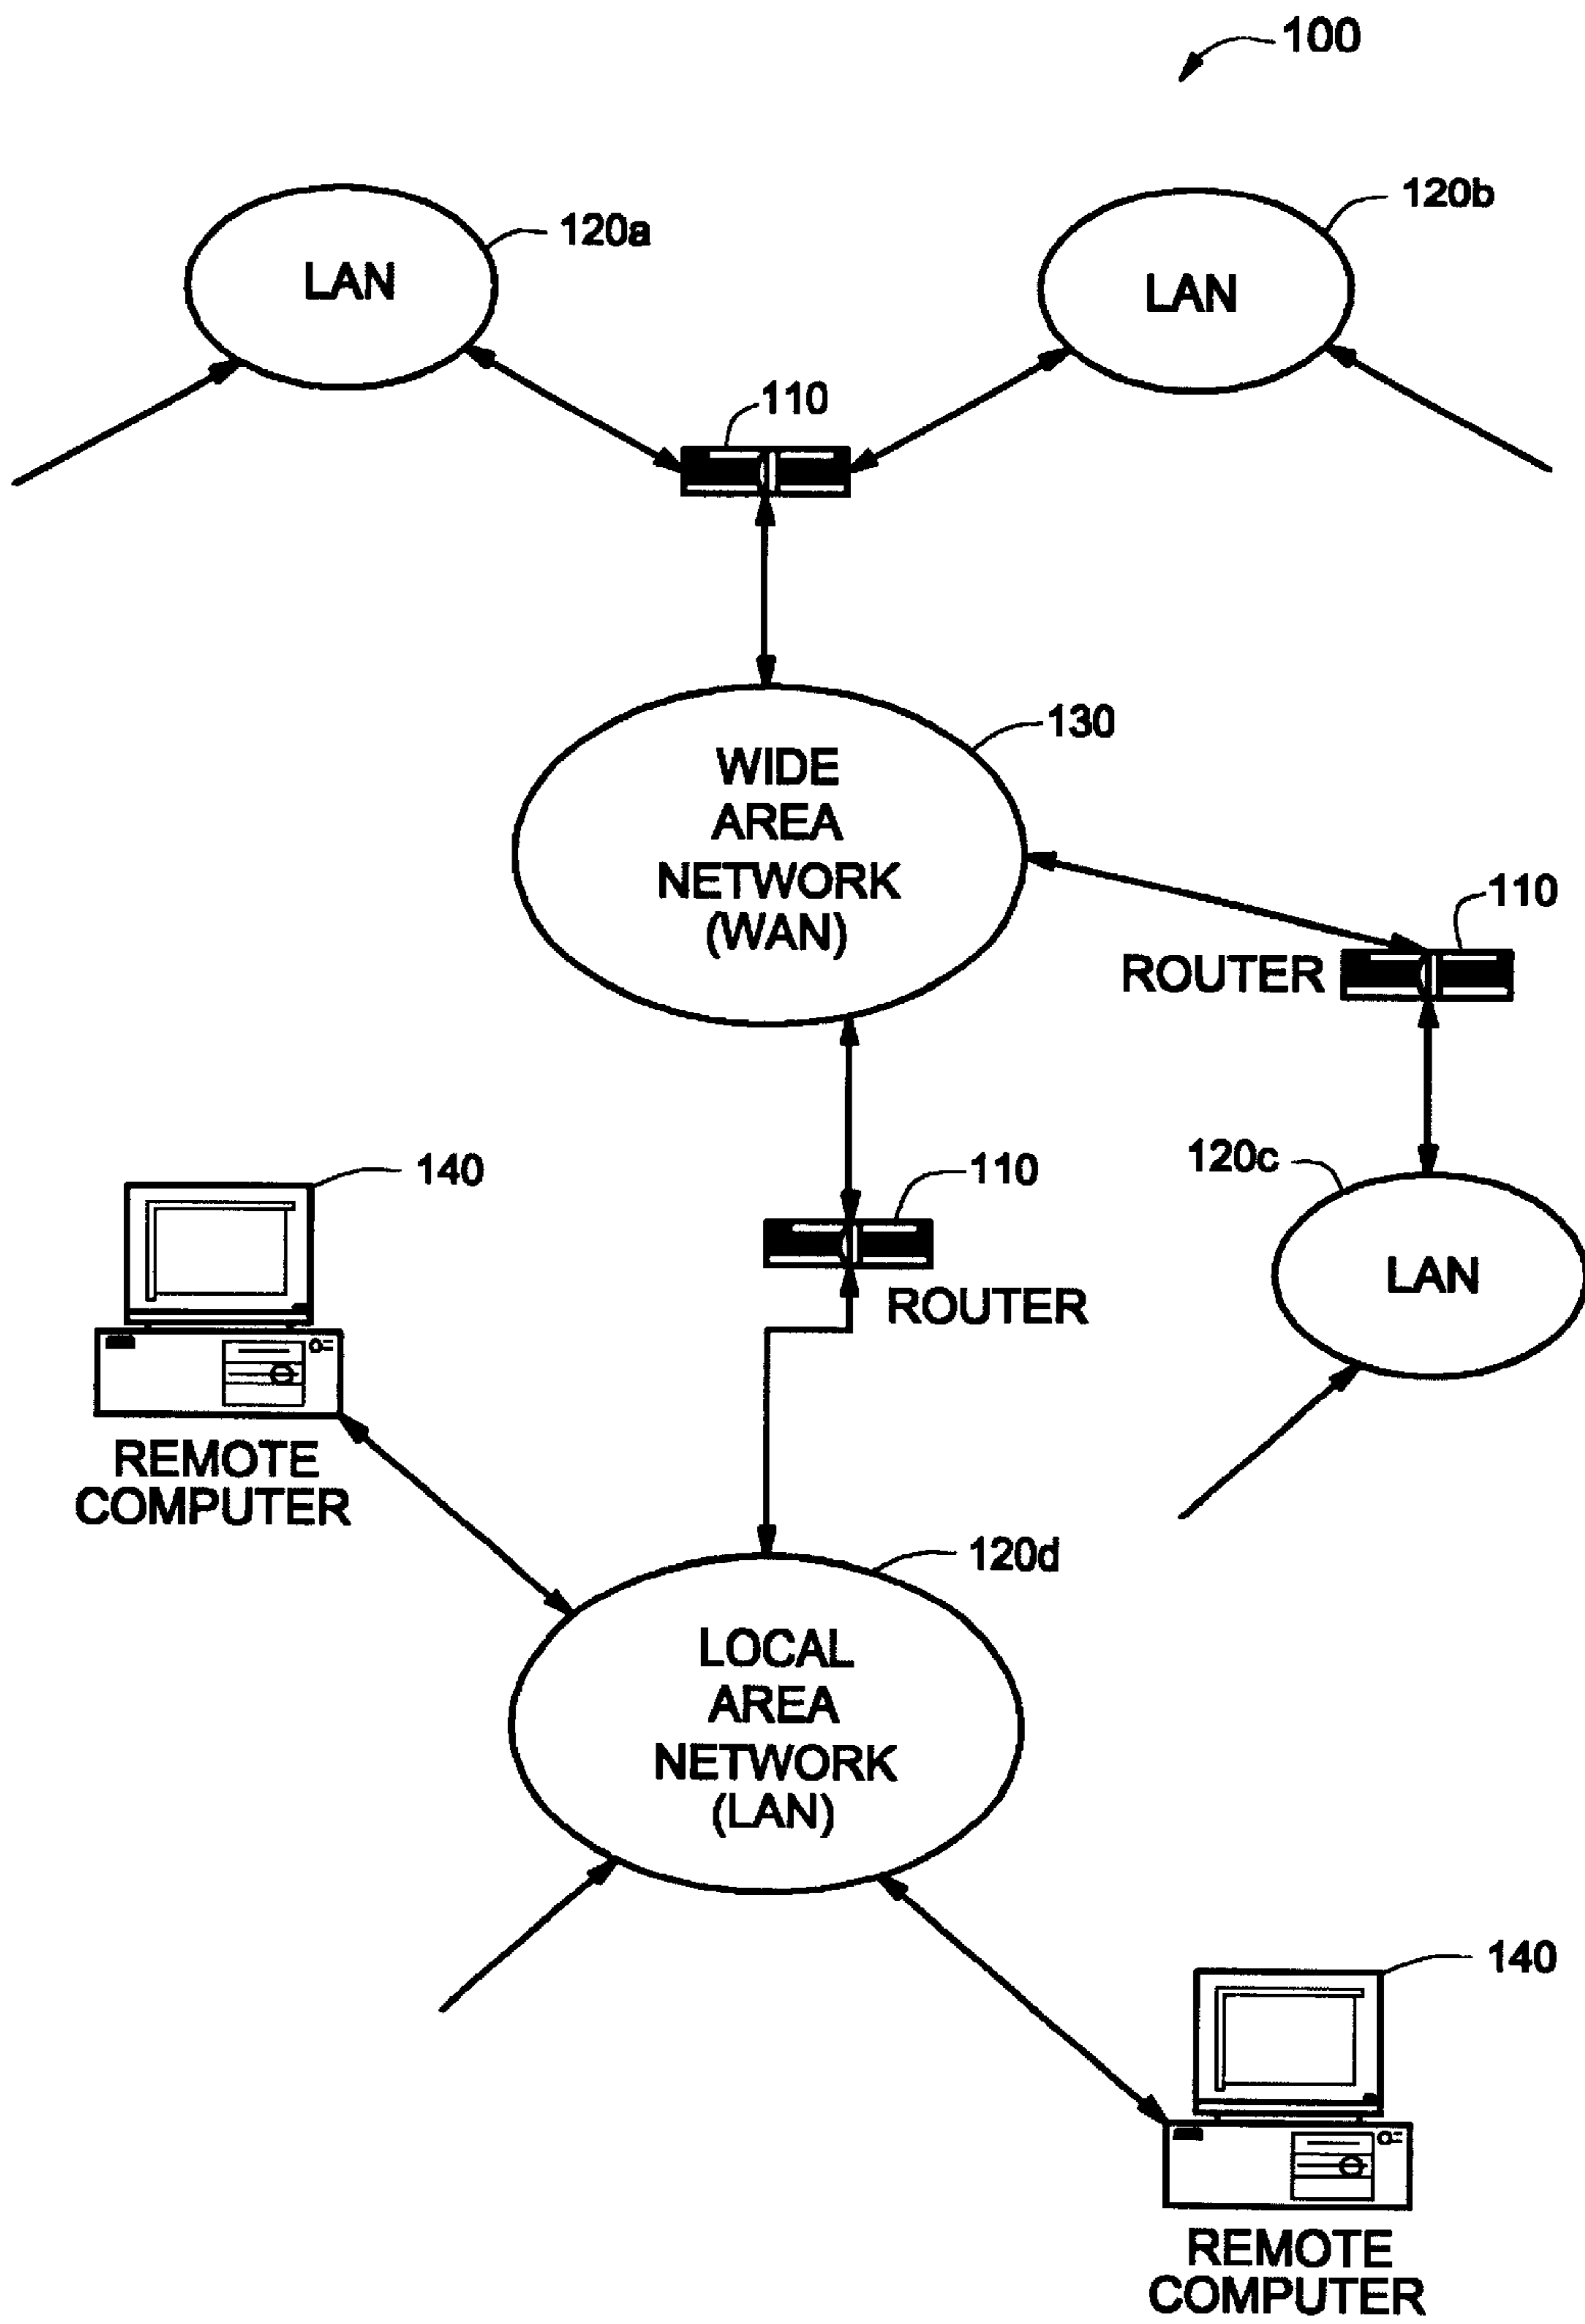 100
120a
LAN
120b
LAN
110
130
WIDE
AREA
NETWORK
(WAN)
110
ROUTER
140
110
ROUTER
120c
LAN
REMOTE
COMPUTER
120d
LOCAL
AREA
NETWORK
(LAN)
140
REMOTE
COMPUTER